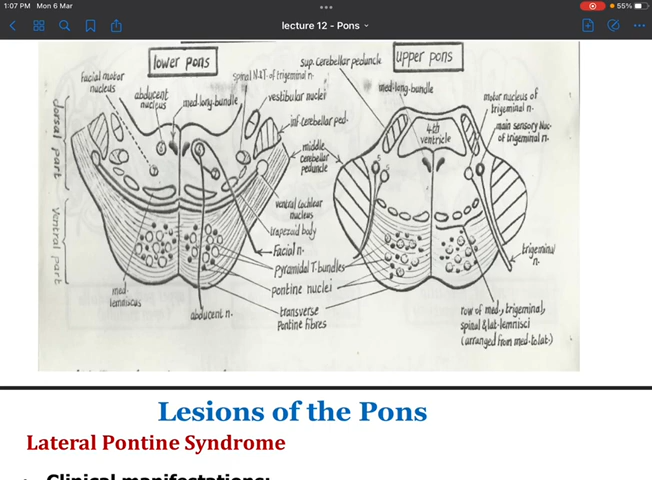 1:07 PM Mon 6 Mar
55%
lecture 12 - Pons
lower pons
upper pons
facial motor
nucleus
abducent
nucleus
med-long-bundle
spinal N.&T. of trigeminal n.
vestibular nuclei
inf-cerebellar ped-
sup. Cerebellar peduncle
med-long-bundle
4th
ventricle
motor nucleus of
trigeminal n.
main sensory Nuc-
of trigeminal n.
middle
cerebellar
peduncle
dorsal part
ventral part
ventral Cochlear
nucleus
trapezoid body
Facial n.
pyramidal T-bundles
pontine nuclei
transverse
Pontine fibres
med-
lemniscus
abducent n.
5
5
trigeminal
n.
row of med, trigeminal,
spinal & lat-lemnisci
(arranged from med-to lat-)
Lesions of the Pons
Lateral Pontine Syndrome
• Clinical manifestations: